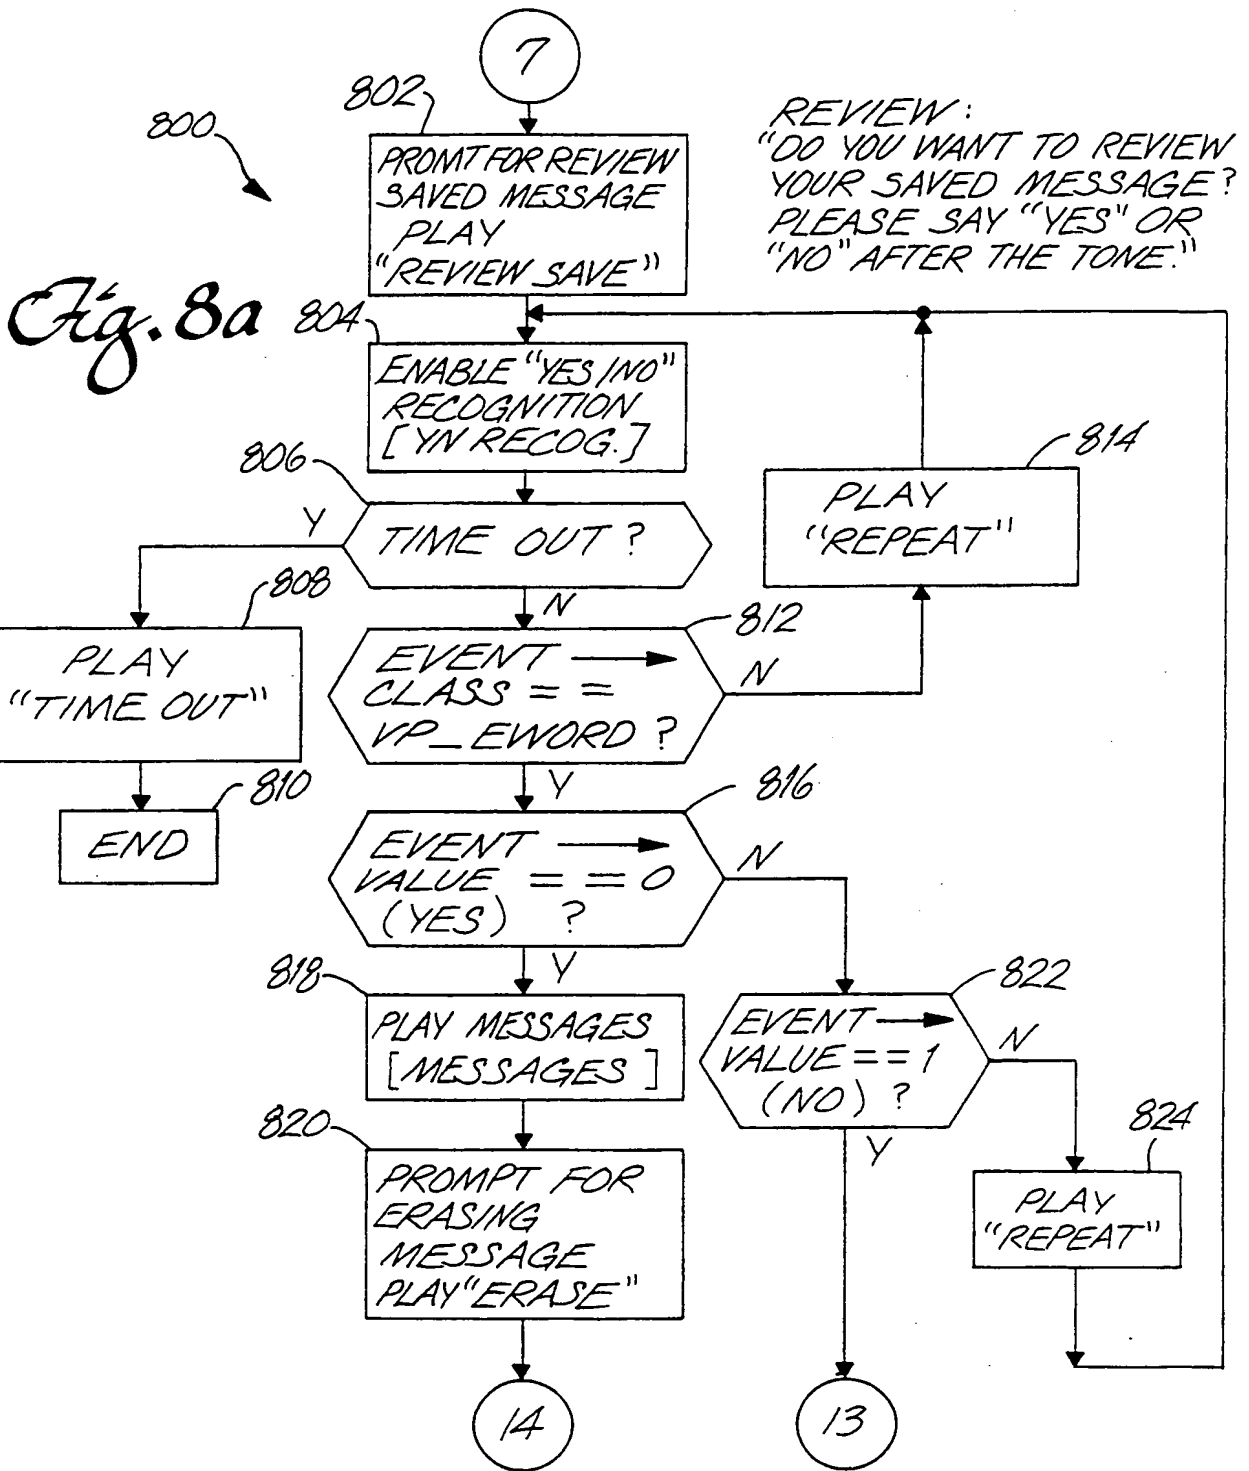 7
802
800
PROMT FOR REVIEW
SAVED MESSAGE
PLAY
"REVIEW SAVE"
REVIEW:
"DO YOU WANT TO REVIEW
YOUR SAVED MESSAGE?
PLEASE SAY "YES" OR
"NO" AFTER THE TONE."
Fig. 8a
804
ENABLE "YES/NO"
RECOGNITION
[YN RECOG.]
806
Y
TIME OUT ?
N
814
PLAY
"REPEAT"
808
PLAY
"TIME OUT"
812
EVENT →
CLASS = =
VP_EWORD ?
N
Y
810
END
816
EVENT →
VALUE = = 0
(YES) ?
N
Y
818
PLAY MESSAGES
[MESSAGES]
822
EVENT →
VALUE == 1
(NO) ?
N
Y
820
PROMPT FOR
ERASING
MESSAGE
PLAY "ERASE"
824
PLAY
"REPEAT"
14
13